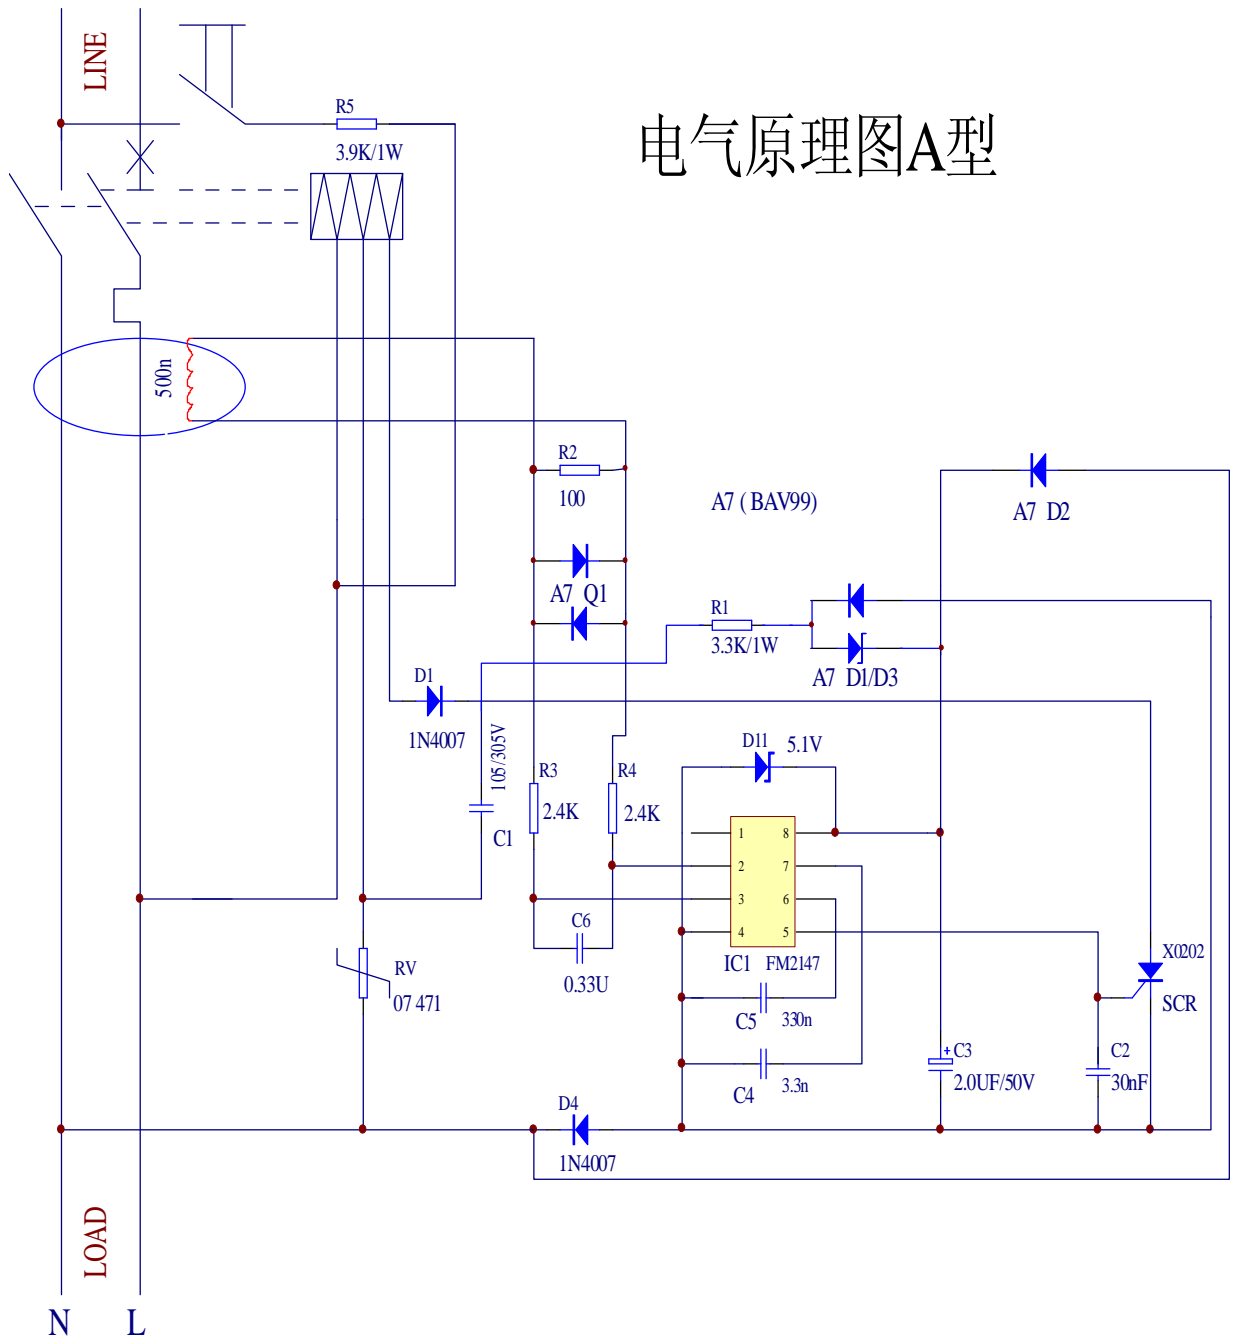 LINE
R5
3.9K/1W
电气原理图A型
500n
R2
100
A7 (BAV99)
A7 D2
A7 Q1
R1
3.3K/1W
A7 D1/D3
D1
1N4007
105/305V
C1
R3
2.4K
R4
2.4K
D11
5.1V
1
8
2
7
3
6
4
5
IC1
FM2147
C6
0.33U
RV
07 471
C5
330n
C4
3.3n
X0202
SCR
+
C3
2.0UF/50V
C2
30nF
D4
1N4007
LOAD
N
L